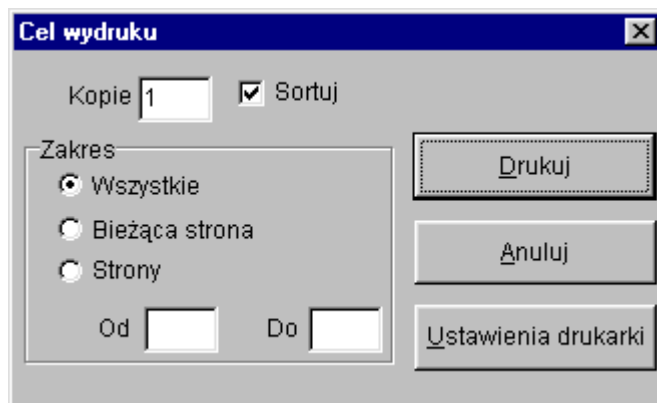 Cel wydruku
Kopie 1 Sortuj
Zakres
Wszystkie
Bieżąca strona
Strony
Od Do
Drukuj
Anuluj
Ustawienia drukarki